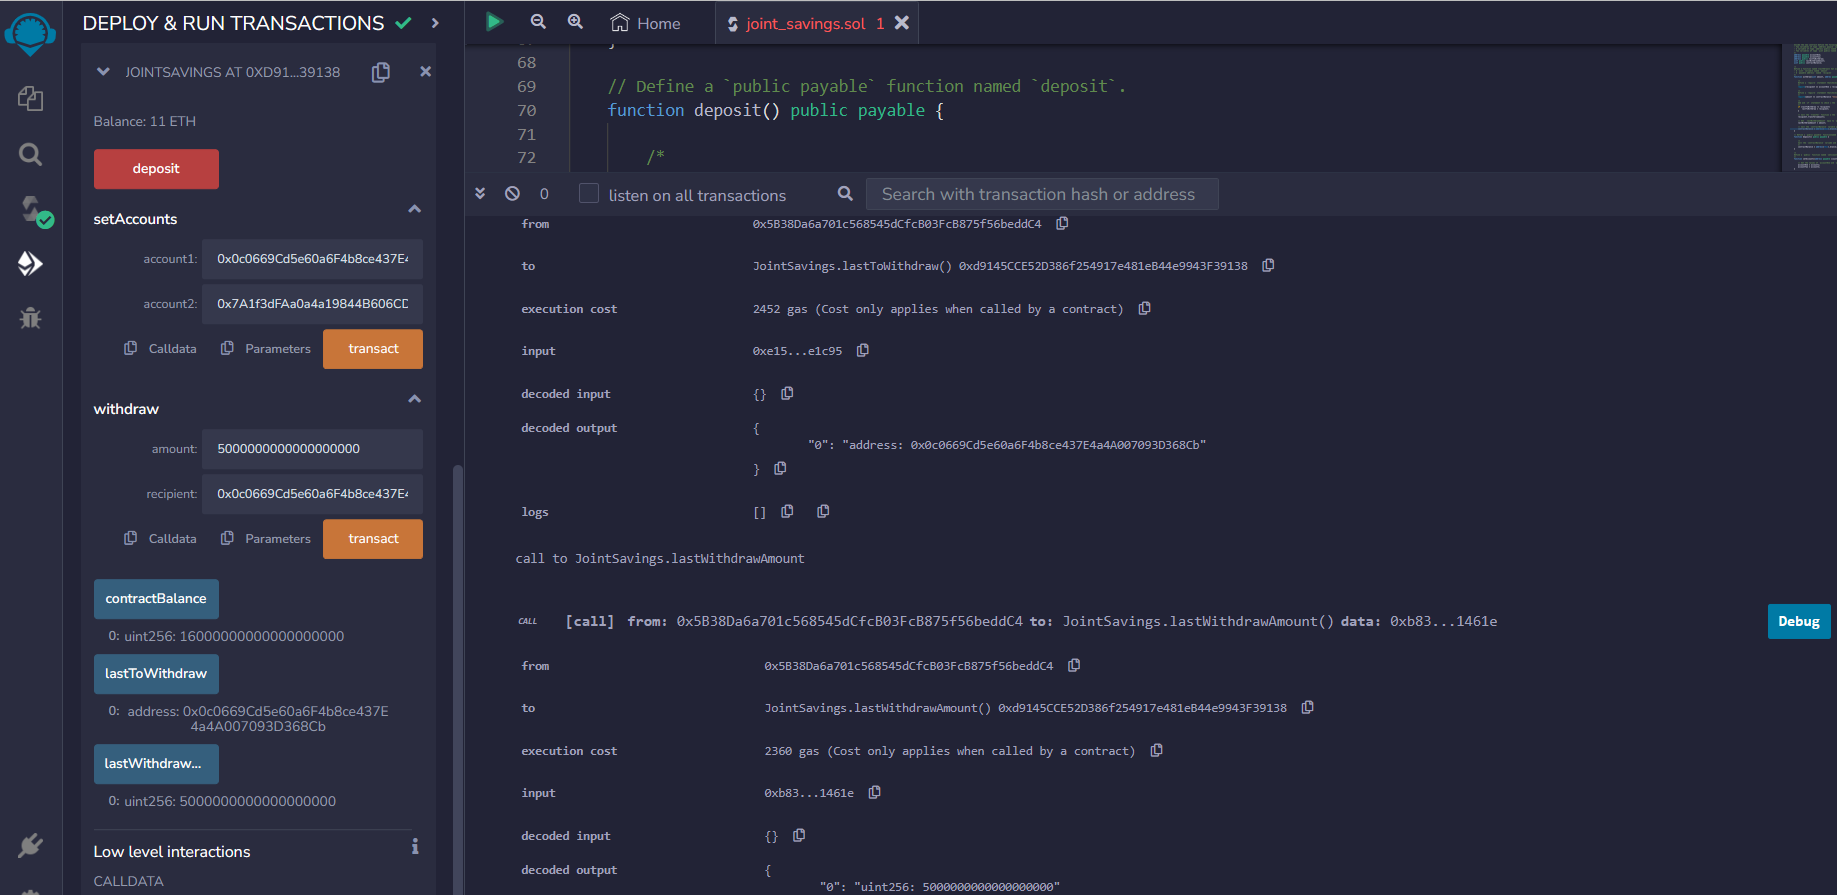 DEPLOY & RUN TRANSACTIONS
JOINTSAVINGS AT 0XD91...39138
Balance: 11 ETH
deposit
setAccounts
account1: 0x0c0669Cd5e60a6F4b8ce437E4
account2: 0x7A1f3dFAa0a4a19844B606CD
Calldata Parameters transact
withdraw
amount: 5000000000000000000
recipient: 0x0c0669Cd5e60a6F4b8ce437E4
Calldata Parameters transact
contractBalance
0: uint256: 16000000000000000000
lastToWithdraw
0: address: 0x0c0669Cd5e60a6F4b8ce437E
4a4A007093D368Cb
lastWithdraw...
0: uint256: 5000000000000000000
Low level interactions
CALLDATA
Home
joint_savings.sol 1
68
69 // Define a `public payable` function named `deposit`.
70 function deposit() public payable {
71
72 /*
0 listen on all transactions Search with transaction hash or address
from 0x5B38Da6a701c568545dCfcB03FcB875f56beddC4
to JointSavings.lastToWithdraw() 0xd9145CCE52D386f254917e481eB44e9943F39138
execution cost 2452 gas (Cost only applies when called by a contract)
input 0xe15...e1c95
decoded input {}
decoded output {
"0": "address: 0x0c0669Cd5e60a6F4b8ce437E4a4A007093D368Cb"
}
logs []
call to JointSavings.lastWithdrawAmount
CALL [call] from: 0x5B38Da6a701c568545dCfcB03FcB875f56beddC4 to: JointSavings.lastWithdrawAmount() data: 0xb83...1461e
Debug
from 0x5B38Da6a701c568545dCfcB03FcB875f56beddC4
to JointSavings.lastWithdrawAmount() 0xd9145CCE52D386f254917e481eB44e9943F39138
execution cost 2360 gas (Cost only applies when called by a contract)
input 0xb83...1461e
decoded input {}
decoded output {
"0": "uint256: 5000000000000000000"